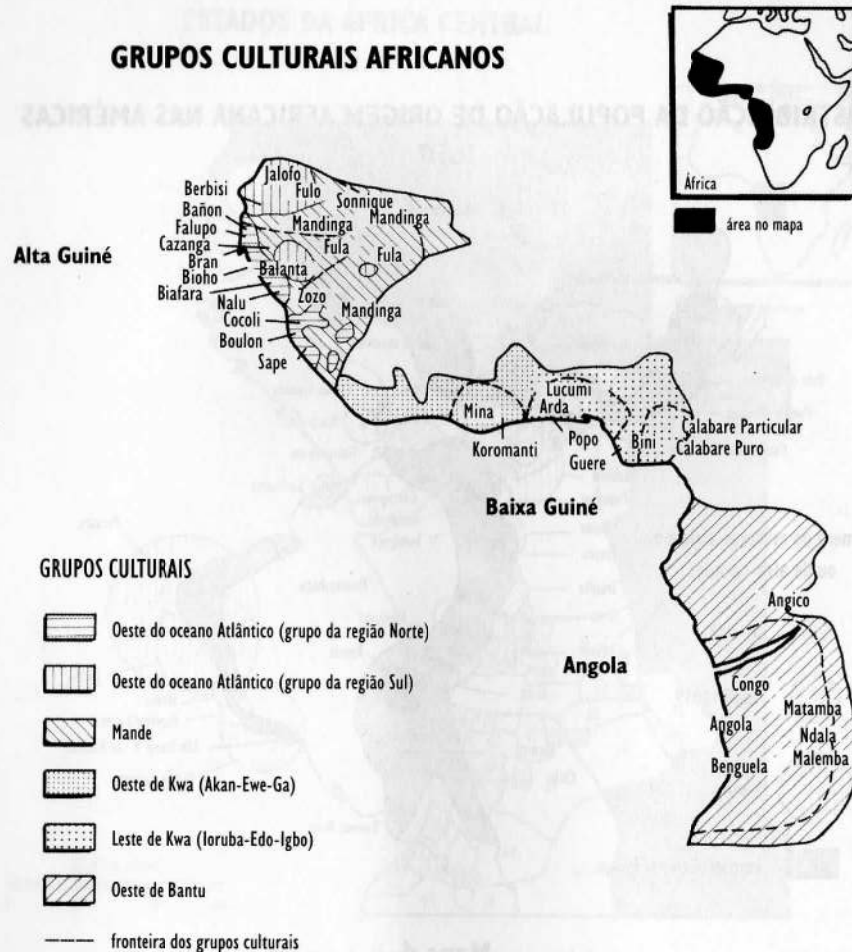 GRUPOS CULTURAIS AFRICANOS
África
área no mapa
Alta Guiné
Jalofo
Berbisi
Fulo
Sonnique
Bañon
Mandinga
Falupo
Mandinga
Cazanga
Fula
Fula
Bran
Balanta
Bioho
Biafara
Zozo
Nalu
Mandinga
Cocoli
Boulon
Sape
Lucumi
Mina
Arda
Calabare Particular
Koromanti
Popo
Bini
Calabare Puro
Guere
Baixa Guiné
Angico
Angola
Congo
Matamba
Angola
Ndala
Benguela
Malemba
GRUPOS CULTURAIS
Oeste do oceano Atlântico (grupo da região Norte)
Oeste do oceano Atlântico (grupo da região Sul)
Mande
Oeste de Kwa (Akan-Ewe-Ga)
Leste de Kwa (Ioruba-Edo-Igbo)
Oeste de Bantu
fronteira dos grupos culturais